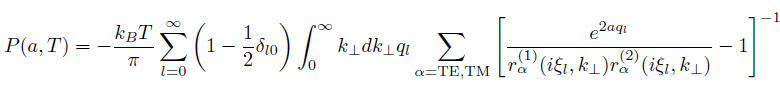 P(a, T) = -\frac{k_B T}{\pi} \sum_{l=0}^{\infty} \left(1 - \frac{1}{2}\delta_{l0}\right) \int_0^{\infty} k_\perp dk_\perp q_l \sum_{\alpha=\mathrm{TE,TM}} \left[ \frac{e^{2aq_l}}{r_\alpha^{(1)}(i\xi_l, k_\perp) r_\alpha^{(2)}(i\xi_l, k_\perp)} - 1 \right]^{-1}